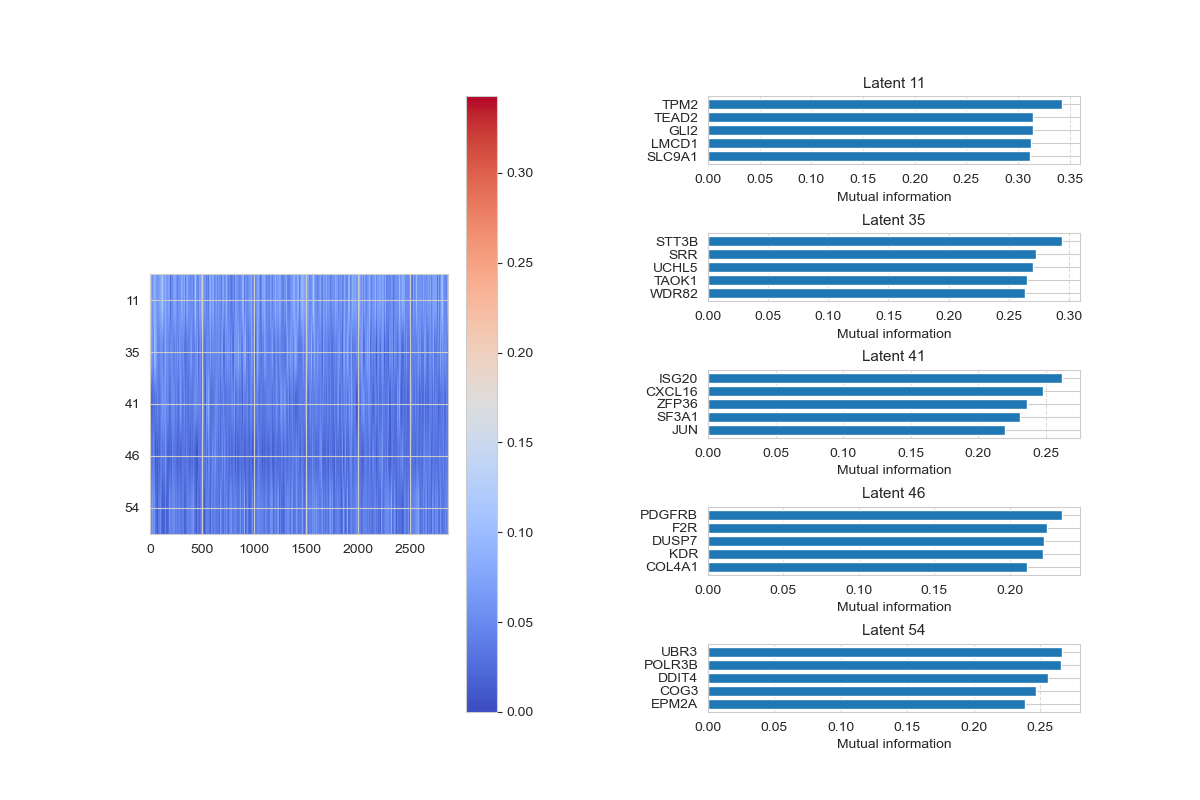 11
35
41
46
54
0 500 1000 1500 2000 2500
0.30
0.25
0.20
0.15
0.10
0.05
0.00
Latent 11
TPM2
TEAD2
GLI2
LMCD1
SLC9A1
0.00 0.05 0.10 0.15 0.20 0.25 0.30 0.35
Mutual information
Latent 35
STT3B
SRR
UCHL5
TAOK1
WDR82
0.00 0.05 0.10 0.15 0.20 0.25 0.30
Mutual information
Latent 41
ISG20
CXCL16
ZFP36
SF3A1
JUN
0.00 0.05 0.10 0.15 0.20 0.25
Mutual information
Latent 46
PDGFRB
F2R
DUSP7
KDR
COL4A1
0.00 0.05 0.10 0.15 0.20
Mutual information
Latent 54
UBR3
POLR3B
DDIT4
COG3
EPM2A
0.00 0.05 0.10 0.15 0.20 0.25
Mutual information